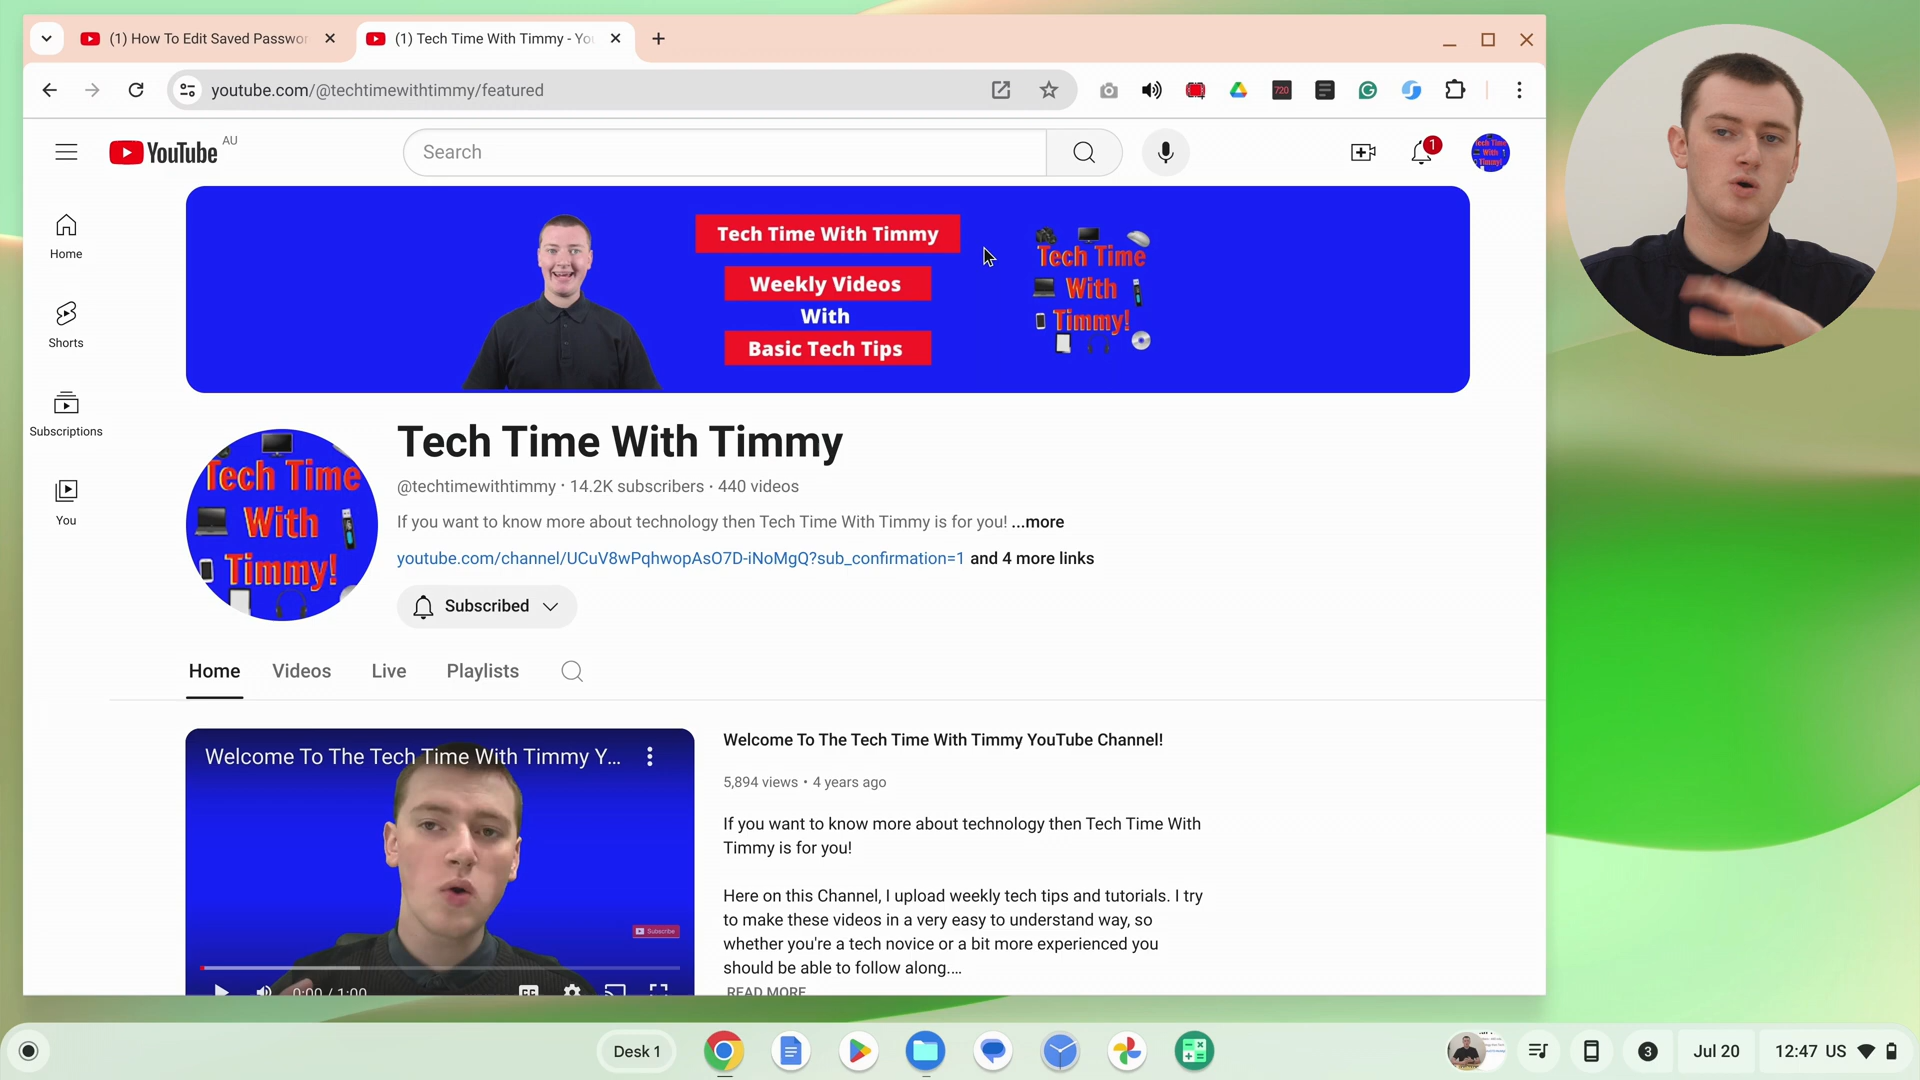 (1) How To Edit Saved Passwo
(1) Tech Time With Timmy - Yo
youtube.com/@techtimewithtimmy/featured
720
YouTube AU
Search
1
Home
Shorts
Subscriptions
You
Tech Time With Timmy
Weekly Videos
With
Basic Tech Tips
Tech Time
With
Timmy!
Tech Time
With
Timmy!
Tech Time With Timmy
@techtimewithtimmy • 14.2K subscribers • 440 videos
If you want to know more about technology then Tech Time With Timmy is for you! ...more
youtube.com/channel/UCuV8wPqhwopAsO7D-iNoMgQ?sub_confirmation=1 and 4 more links
Subscribed
Home Videos Live Playlists
Welcome To The Tech Time With Timmy Y...
Subscribe
0:00 / 1:00
Welcome To The Tech Time With Timmy YouTube Channel!
5,894 views • 4 years ago
If you want to know more about technology then Tech Time With
Timmy is for you!
Here on this Channel, I upload weekly tech tips and tutorials. I try
to make these videos in a very easy to understand way, so
whether you're a tech novice or a bit more experienced you
should be able to follow along....
READ MORE
Desk 1
3
Jul 20
12:47 US